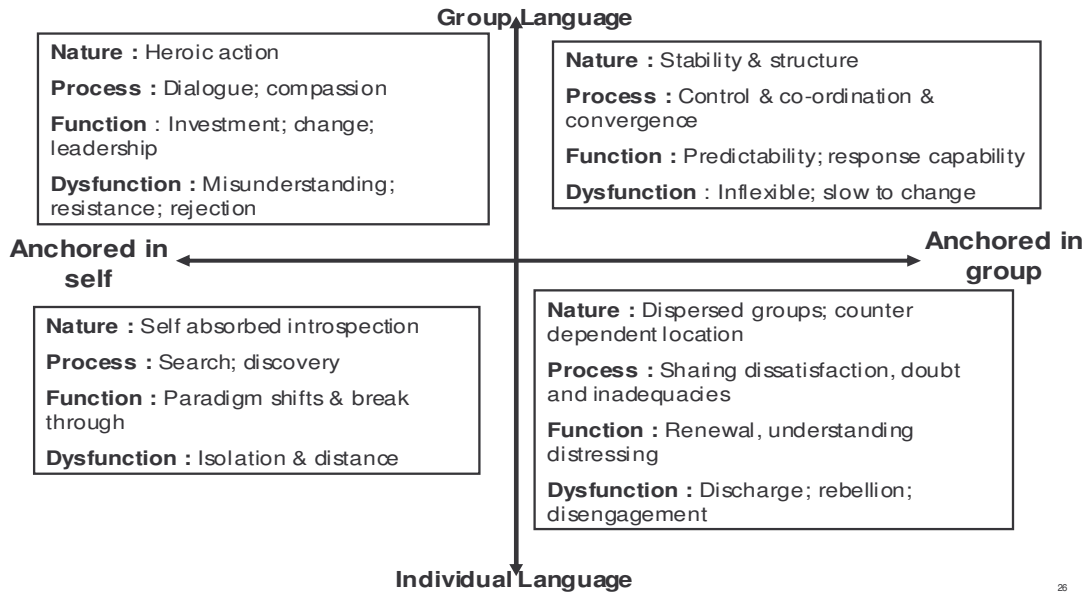 Group Language
Nature : Heroic action
Process : Dialogue; compassion
Function : Investment; change;
leadership
Dysfunction : Misunderstanding;
resistance; rejection
Nature : Stability & structure
Process : Control & co-ordination &
convergence
Function : Predictability; response capability
Dysfunction : Inflexible; slow to change
Anchored in
self
Anchored in
group
Nature : Self absorbed introspection
Process : Search; discovery
Function : Paradigm shifts & break
through
Dysfunction : Isolation & distance
Nature : Dispersed groups; counter
dependent location
Process : Sharing dissatisfaction, doubt
and inadequacies
Function : Renewal, understanding
distressing
Dysfunction : Discharge; rebellion;
disengagement
Individual Language
26